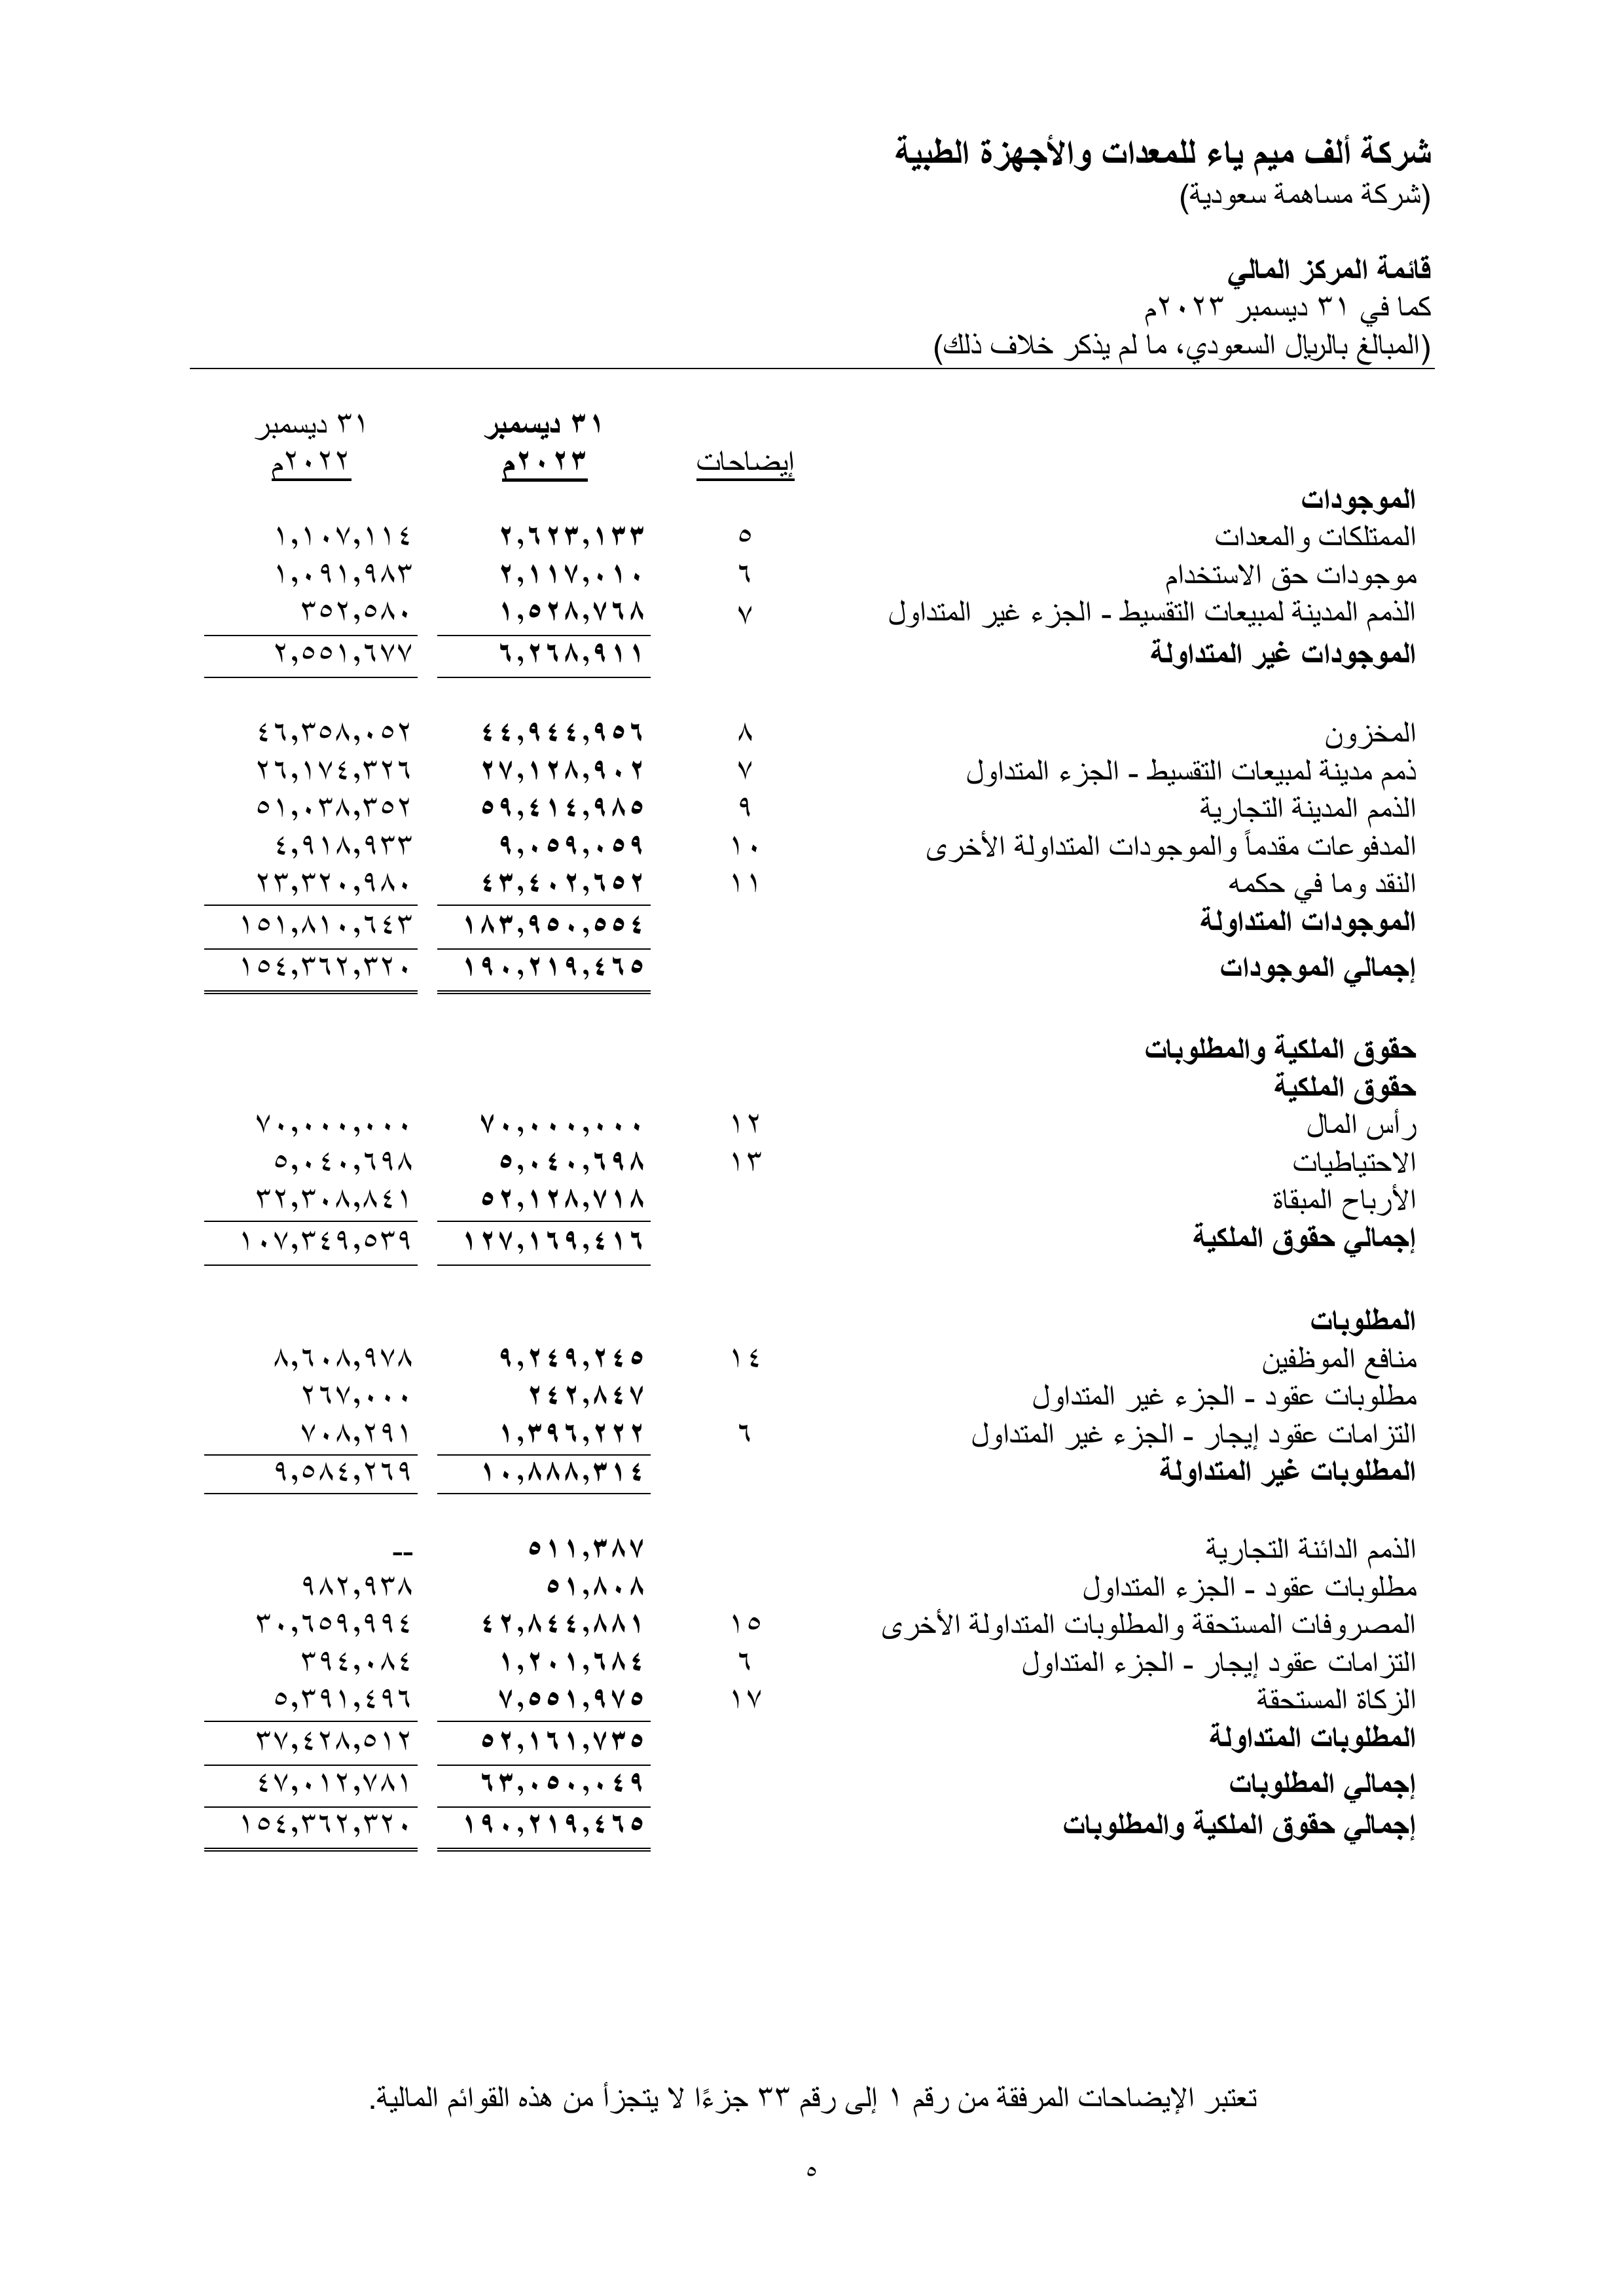 شركة ألف ميم ياء للمعدات والأجهزة الطبية
(شركة مساهمة سعودية)
قائمة المركز المالي
كما في ٣١ ديسمبر ٢٠٢٣م
(المبالغ بالريال السعودي، ما لم يذكر خلاف ذلك)
٣١ ديسمبر ٣١ ديسمبر
إيضاحات ٢٠٢٣م ٢٠٢٢م
الموجودات
الممتلكات والمعدات ٥ ٢,٦٢٣,١٣٣ ١,١٠٧,١١٤
موجودات حق الاستخدام ٦ ٢,١١٧,٠١٠ ١,٠٩١,٩٨٣
الذمم المدينة لمبيعات التقسيط - الجزء غير المتداول ٧ ١,٥٢٨,٧٦٨ ٣٥٢,٥٨٠
الموجودات غير المتداولة ٦,٢٦٨,٩١١ ٢,٥٥١,٦٧٧
المخزون ٨ ٤٤,٩٤٤,٩٥٦ ٤٦,٣٥٨,٠٥٢
ذمم مدينة لمبيعات التقسيط - الجزء المتداول ٧ ٢٧,١٢٨,٩٠٢ ٢٦,١٧٤,٣٢٦
الذمم المدينة التجارية ٩ ٥٩,٤١٤,٩٨٥ ٥١,٠٣٨,٣٥٢
المدفوعات مقدماً والموجودات المتداولة الأخرى ١٠ ٩,٠٥٩,٠٥٩ ٤,٩١٨,٩٣٣
النقد وما في حكمه ١١ ٤٣,٤٠٢,٦٥٢ ٢٣,٣٢٠,٩٨٠
الموجودات المتداولة ١٨٣,٩٥٠,٥٥٤ ١٥١,٨١٠,٦٤٣
إجمالي الموجودات ١٩٠,٢١٩,٤٦٥ ١٥٤,٣٦٢,٣٢٠
حقوق الملكية والمطلوبات
حقوق الملكية
رأس المال ١٢ ٧٠,٠٠٠,٠٠٠ ٧٠,٠٠٠,٠٠٠
الاحتياطيات ١٣ ٥,٠٤٠,٦٩٨ ٥,٠٤٠,٦٩٨
الأرباح المبقاة ٥٢,١٢٨,٧١٨ ٣٢,٣٠٨,٨٤١
إجمالي حقوق الملكية ١٢٧,١٦٩,٤١٦ ١٠٧,٣٤٩,٥٣٩
المطلوبات
منافع الموظفين ١٤ ٩,٢٤٩,٢٤٥ ٨,٦٠٨,٩٧٨
مطلوبات عقود - الجزء غير المتداول ٢٤٢,٨٤٧ ٢٦٧,٠٠٠
التزامات عقود إيجار - الجزء غير المتداول ٦ ١,٣٩٦,٢٢٢ ٧٠٨,٢٩١
المطلوبات غير المتداولة ١٠,٨٨٨,٣١٤ ٩,٥٨٤,٢٦٩
الذمم الدائنة التجارية ٥١١,٣٨٧ --
مطلوبات عقود - الجزء المتداول ٥١,٨٠٨ ٩٨٢,٩٣٨
المصروفات المستحقة والمطلوبات المتداولة الأخرى ١٥ ٤٢,٨٤٤,٨٨١ ٣٠,٦٥٩,٩٩٤
التزامات عقود إيجار - الجزء المتداول ٦ ١,٢٠١,٦٨٤ ٣٩٤,٠٨٤
الزكاة المستحقة ١٧ ٧,٥٥١,٩٧٥ ٥,٣٩١,٤٩٦
المطلوبات المتداولة ٥٢,١٦١,٧٣٥ ٣٧,٤٢٨,٥١٢
إجمالي المطلوبات ٦٣,٠٥٠,٠٤٩ ٤٧,٠١٢,٧٨١
إجمالي حقوق الملكية والمطلوبات ١٩٠,٢١٩,٤٦٥ ١٥٤,٣٦٢,٣٢٠
تعتبر الإيضاحات المرفقة من رقم ١ إلى رقم ٣٣ جزءًا لا يتجزأ من هذه القوائم المالية.
٥